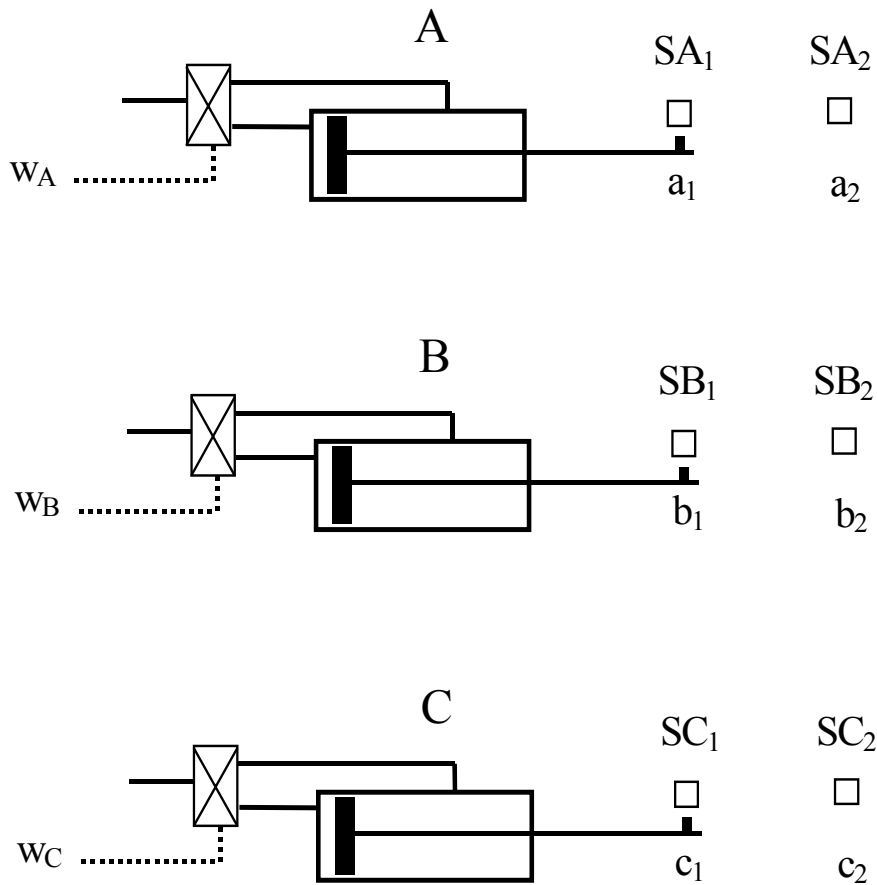 A
SA₁ SA₂
w_A
a₁ a₂
B
SB₁ SB₂
w_B
b₁ b₂
C
SC₁ SC₂
w_C
c₁ c₂